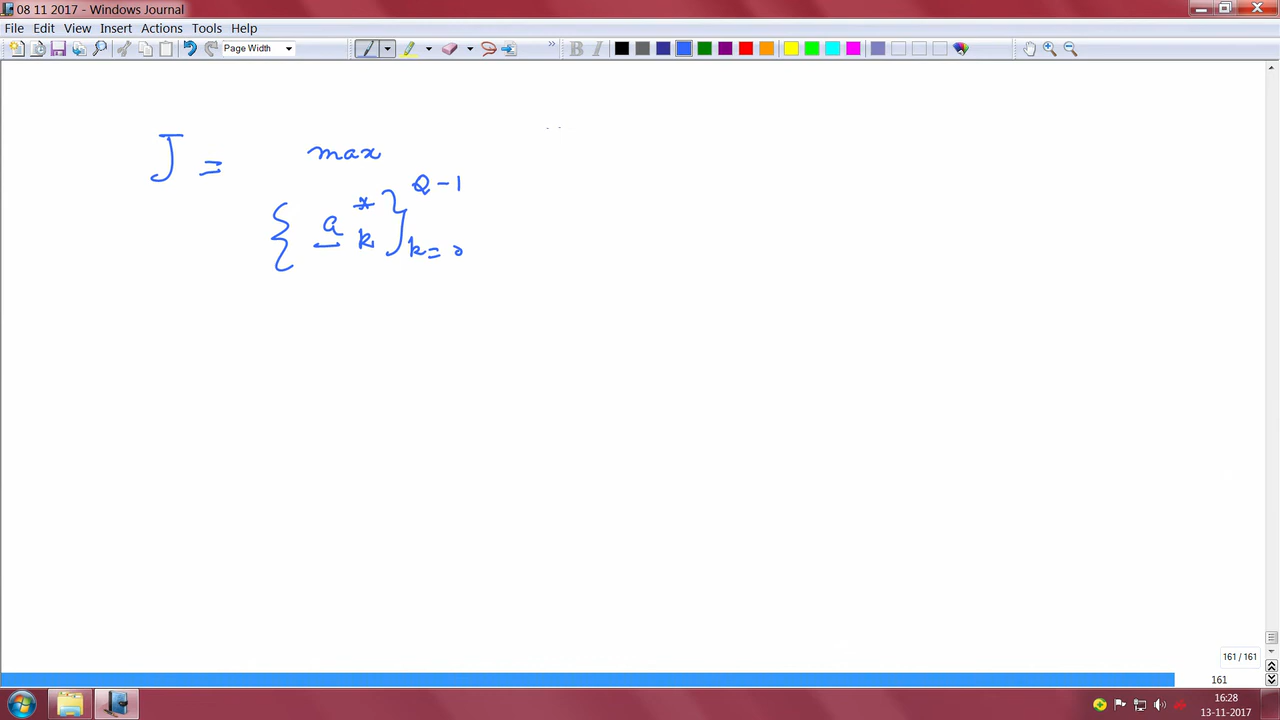 08 11 2017 - Windows Journal
File Edit View Insert Actions Tools Help
Page Width
J = max
{ a * k } Q-1 k=0
161 / 161
161
16:28
13-11-2017